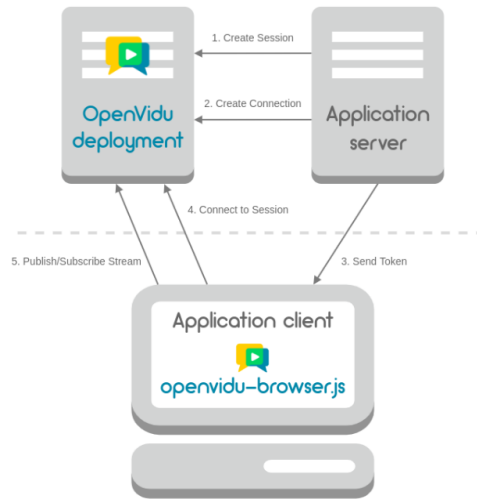 1. Create Session
2. Create Connection
OpenVidu
deployment
Application
server
4. Connect to Session
5. Publish/Subscribe Stream
3. Send Token
Application client
openvidu-browser.js